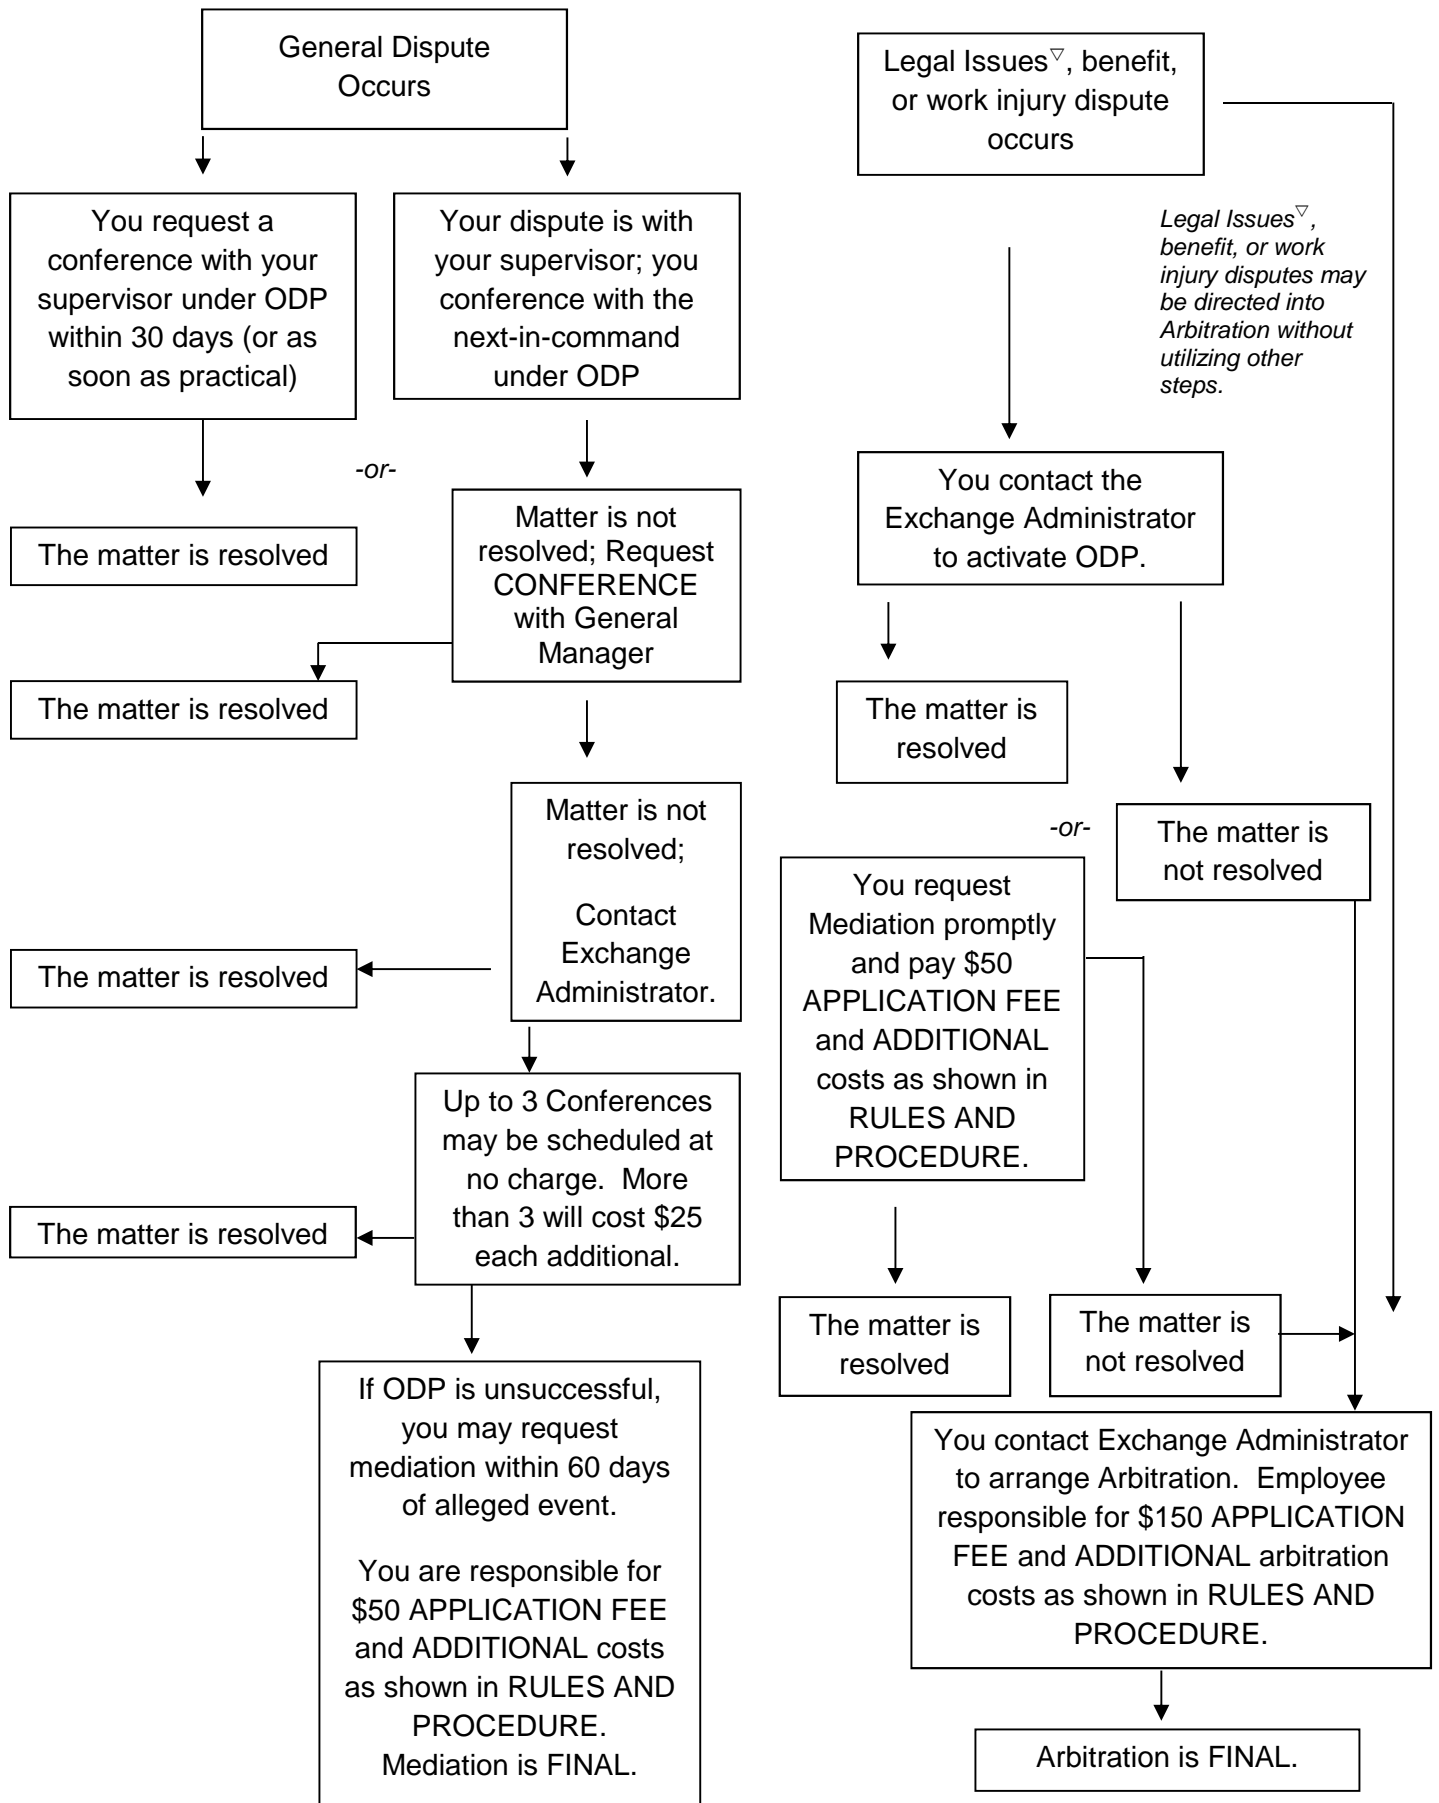 General Dispute
Occurs
You request a
conference with your
supervisor under ODP
within 30 days (or as
soon as practical)
Your dispute is with
your supervisor; you
conference with the
next-in-command
under ODP
-or-
The matter is resolved
Matter is not
resolved; Request
CONFERENCE
with General
Manager
The matter is resolved
Matter is not
resolved;
Contact
Exchange
Administrator.
The matter is resolved
Up to 3 Conferences
may be scheduled at
no charge.  More
than 3 will cost $25
each additional.
The matter is resolved
If ODP is unsuccessful,
you may request
mediation within 60 days
of alleged event.
You are responsible for
$50 APPLICATION FEE
and ADDITIONAL costs
as shown in RULES AND
PROCEDURE.
Mediation is FINAL.
Legal Issues▽, benefit,
or work injury dispute
occurs
Legal Issues▽,
benefit, or work
injury disputes may
be directed into
Arbitration without
utilizing other
steps.
You contact the
Exchange Administrator
to activate ODP.
The matter is
resolved
-or-
The matter is
not resolved
You request
Mediation promptly
and pay $50
APPLICATION FEE
and ADDITIONAL
costs as shown in
RULES AND
PROCEDURE.
The matter is
resolved
The matter is
not resolved
You contact Exchange Administrator
to arrange Arbitration.  Employee
responsible for $150 APPLICATION
FEE and ADDITIONAL arbitration
costs as shown in RULES AND
PROCEDURE.
Arbitration is FINAL.